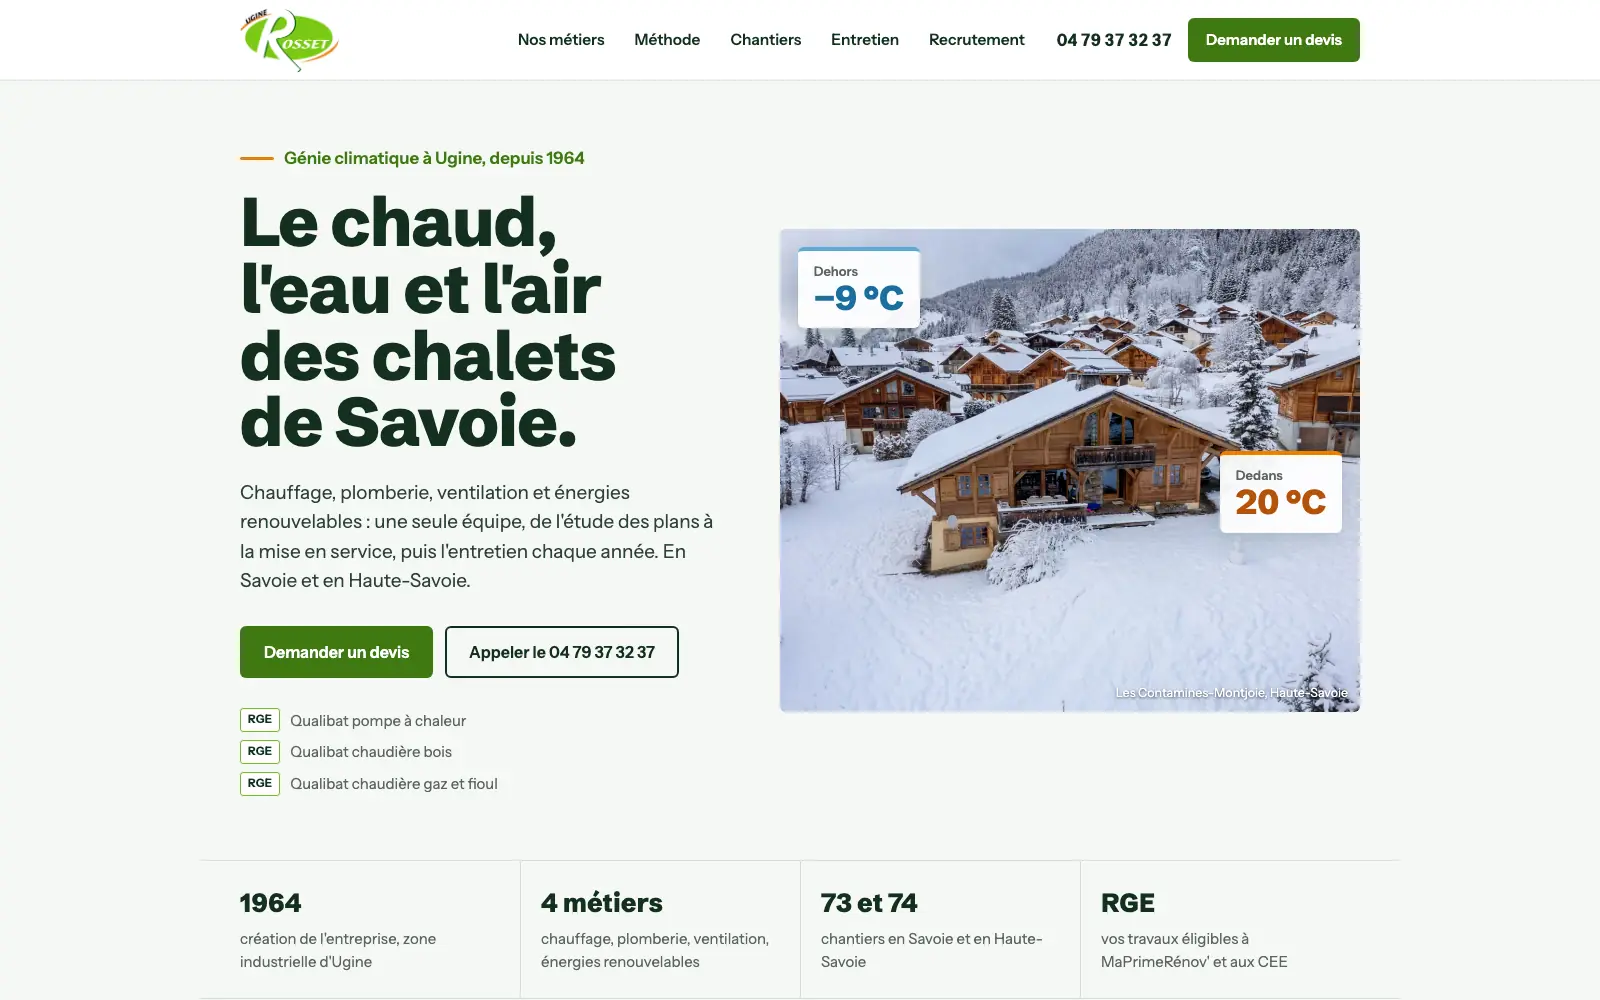 UGINE
ROSSET
Nos métiers
Méthode
Chantiers
Entretien
Recrutement
04 79 37 32 37
Demander un devis
Génie climatique à Ugine, depuis 1964
Le chaud,
l'eau et l'air
des chalets
de Savoie.
Chauffage, plomberie, ventilation et énergies
renouvelables : une seule équipe, de l'étude des plans à
la mise en service, puis l'entretien chaque année. En
Savoie et en Haute-Savoie.
Demander un devis
Appeler le 04 79 37 32 37
RGE Qualibat pompe à chaleur
RGE Qualibat chaudière bois
RGE Qualibat chaudière gaz et fioul
Dehors
−9 °C
Dedans
20 °C
Les Contamines-Montjoie, Haute-Savoie
1964
création de l'entreprise, zone
industrielle d'Ugine
4 métiers
chauffage, plomberie, ventilation,
énergies renouvelables
73 et 74
chantiers en Savoie et en Haute-
Savoie
RGE
vos travaux éligibles à
MaPrimeRénov' et aux CEE